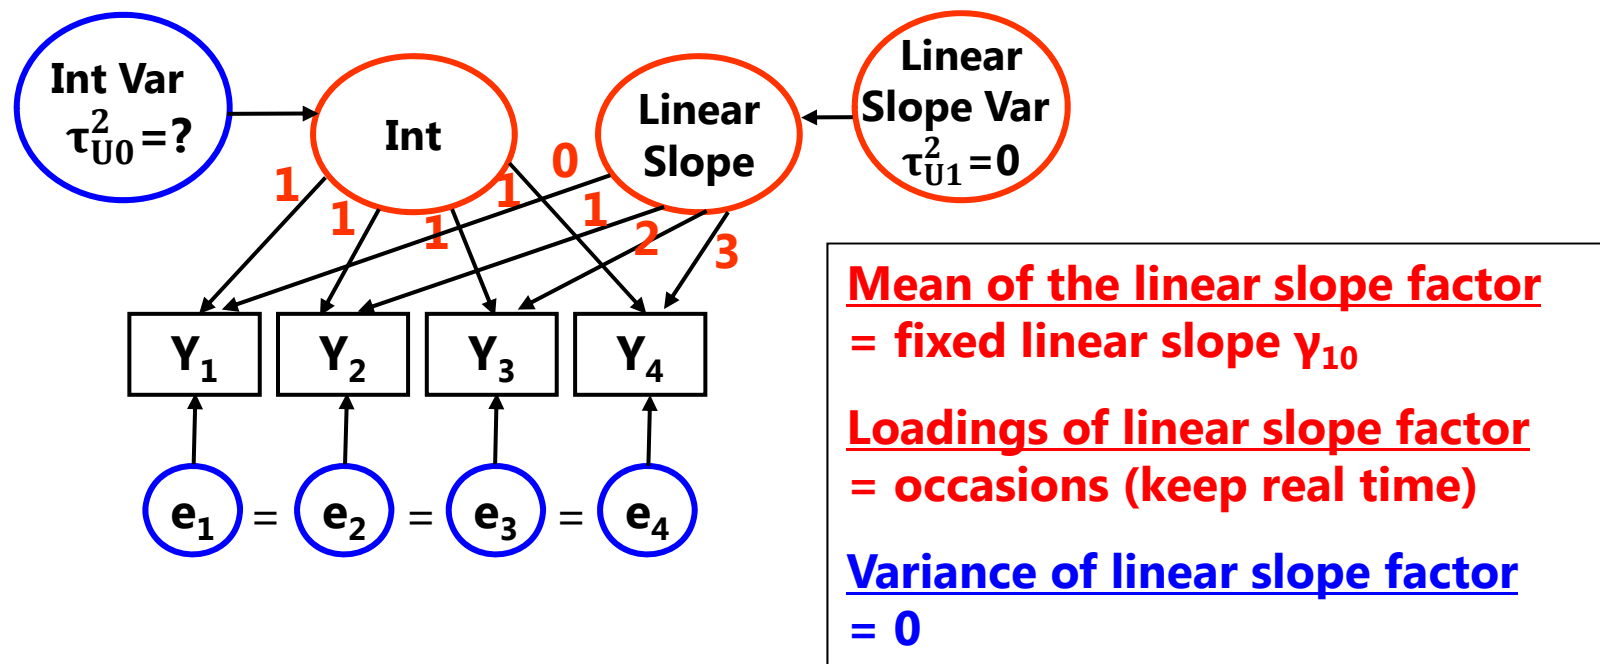 Int Var
τ²U0 =?
Int
Linear
Slope
Linear
Slope Var
τ²U1 = 0
1
1
1
1
0
1
2
3
Y1
Y2
Y3
Y4
e1 = e2 = e3 = e4
Mean of the linear slope factor
= fixed linear slope γ10
Loadings of linear slope factor
= occasions (keep real time)
Variance of linear slope factor
= 0